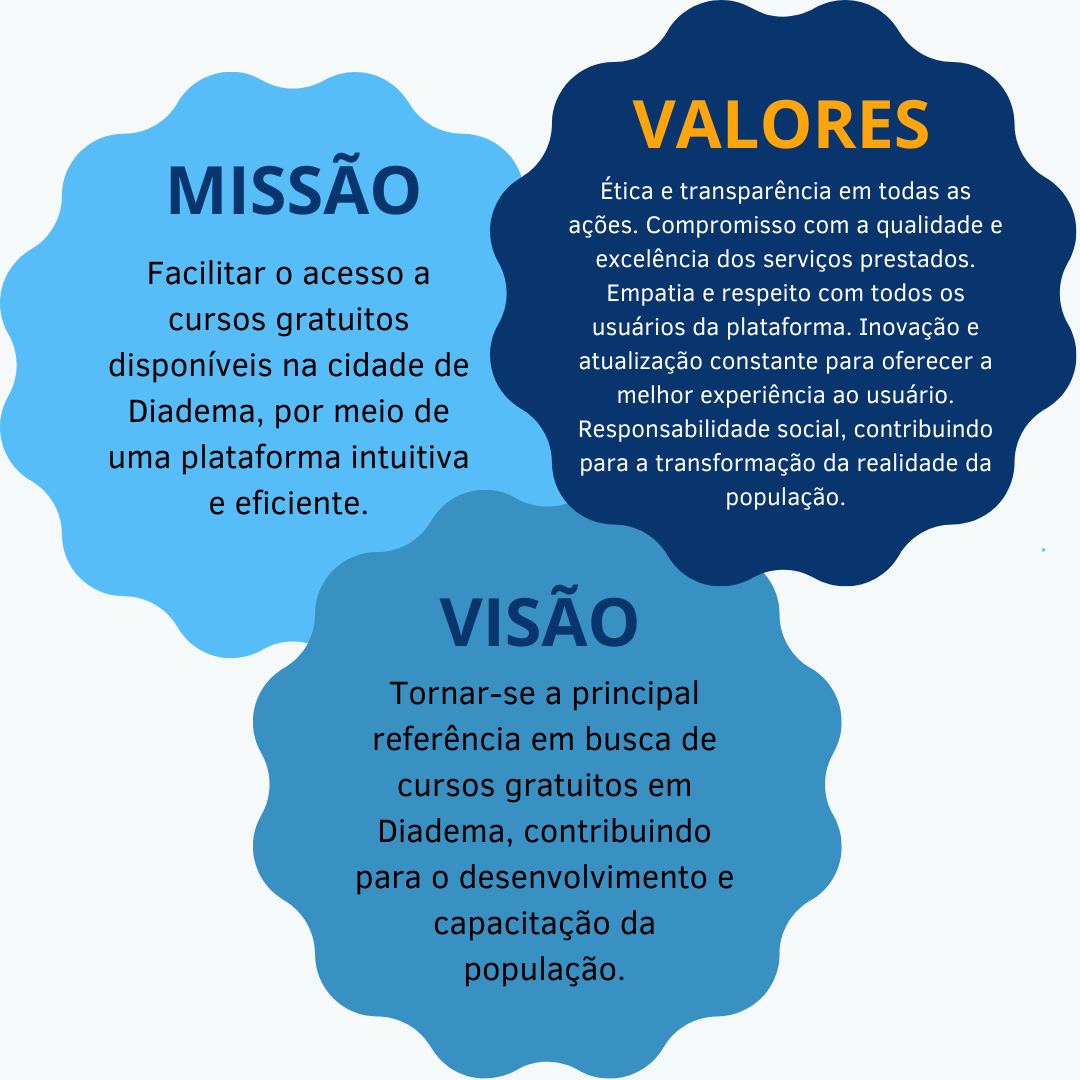 MISSÃO
Facilitar o acesso a
cursos gratuitos
disponíveis na cidade de
Diadema, por meio de
uma plataforma intuitiva
e eficiente.
VALORES
Ética e transparência em todas as
ações. Compromisso com a qualidade e
excelência dos serviços prestados.
Empatia e respeito com todos os
usuários da plataforma. Inovação e
atualização constante para oferecer a
melhor experiência ao usuário.
Responsabilidade social, contribuindo
para a transformação da realidade da
população.
VISÃO
Tornar-se a principal
referência em busca de
cursos gratuitos em
Diadema, contribuindo
para o desenvolvimento e
capacitação da
população.